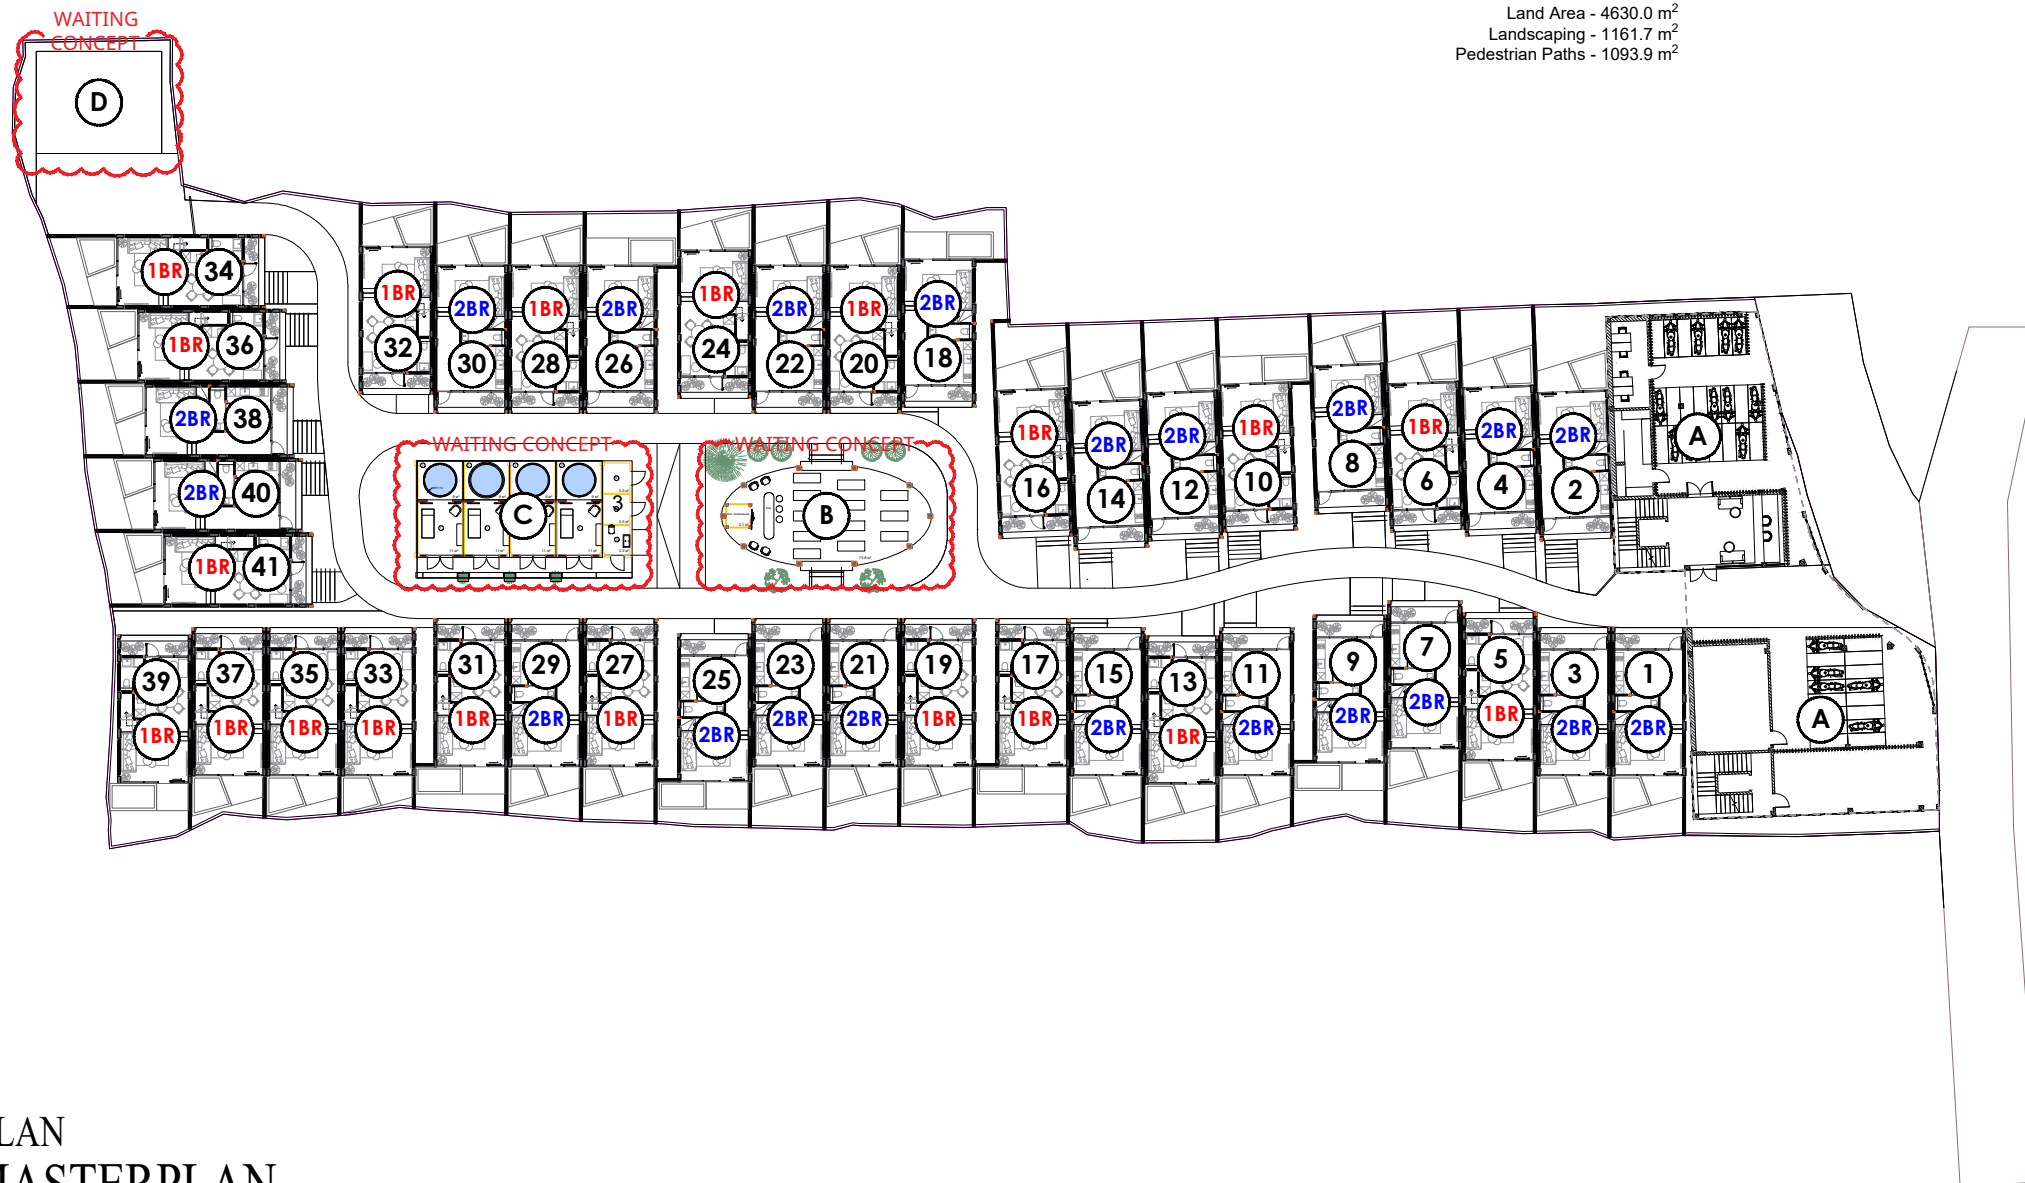 WAITING
CONCEPT
Land Area - 4630.0 m²
Landscaping - 1161.7 m²
Pedestrian Paths - 1093.9 m²
D
1BR 34
1BR 36
2BR 38
2BR 40
1BR 41
1BR 2BR 1BR 2BR 1BR 2BR 1BR 2BR
32 30 28 26 24 22 20 18
1BR 2BR 2BR 1BR 2BR 1BR 2BR 2BR
16 14 12 10 8 6 4 2
A
WAITING CONCEPT WAITING CONCEPT
C 3 B
39 37 35 33 31 29 27 25 23 21 19 17 15 13 11 9 7 5 3 1
1BR 1BR 1BR 1BR 1BR 2BR 1BR 2BR 2BR 2BR 1BR 1BR 2BR 1BR 2BR 2BR 2BR 1BR 2BR 2BR
A
LAN
MASTERPLAN